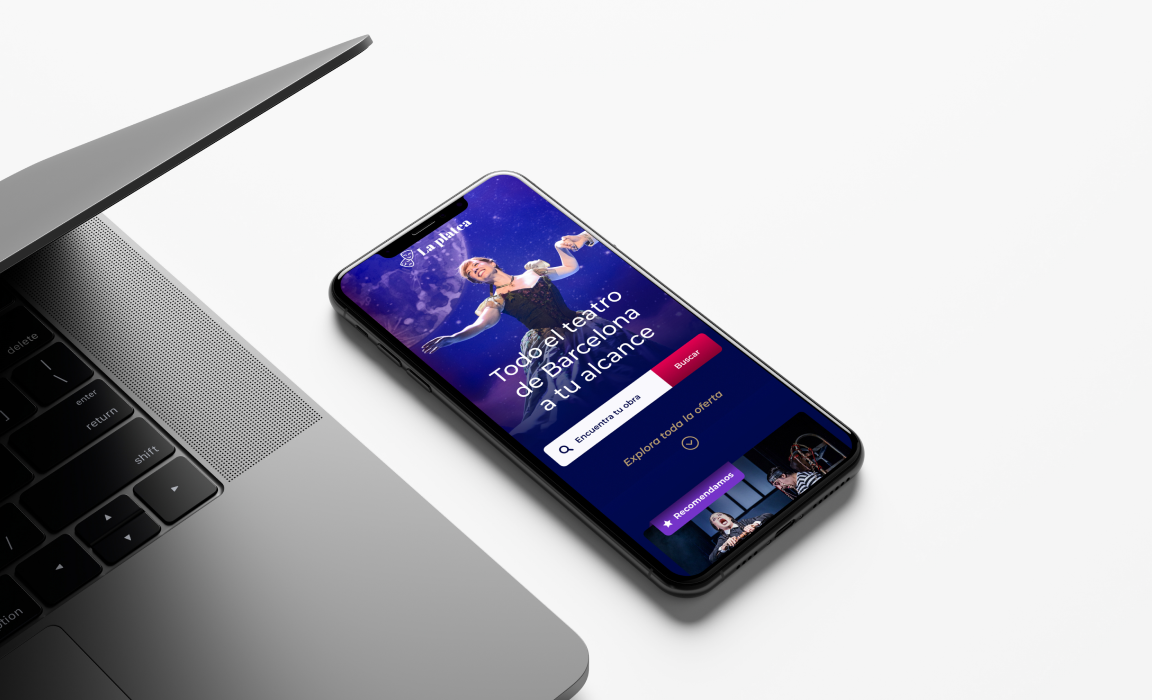 La platea
Todo el teatro
de Barcelona
a tu alcance
Encuentra tu obra
Buscar
Explora toda la oferta
Recomendamos
delete
enter
return
shift